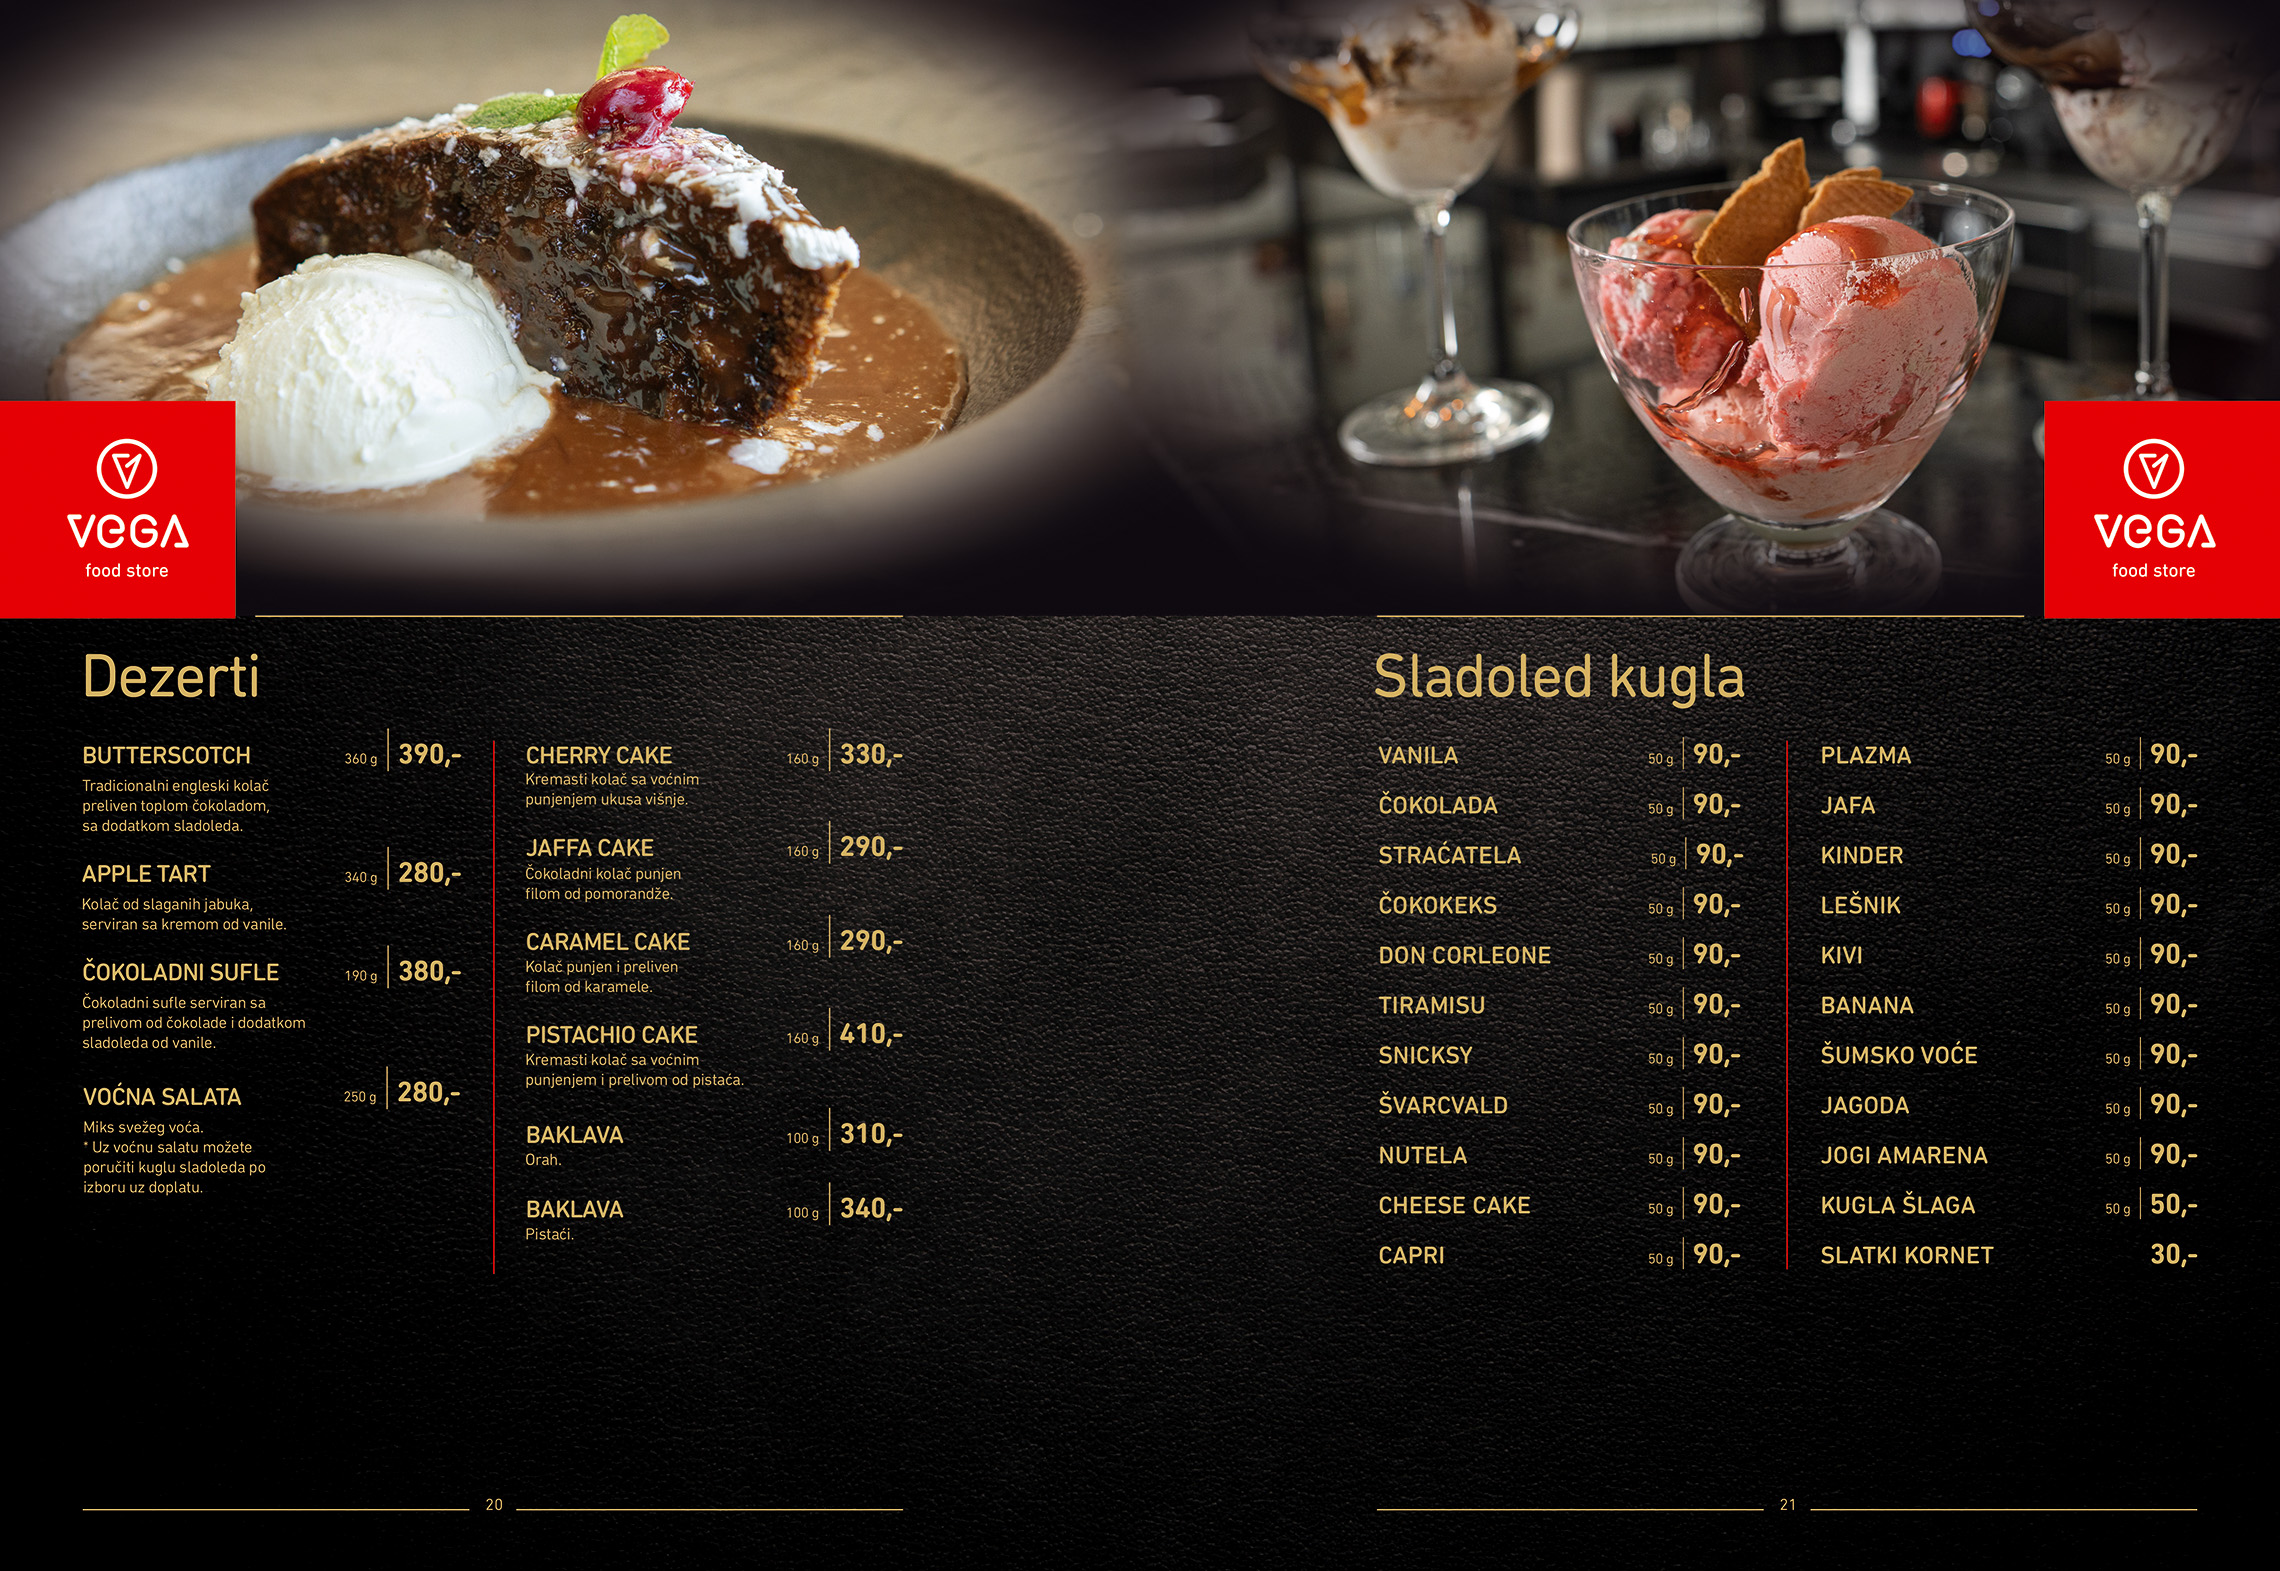 VEGA
food store
Dezerti
BUTTERSCOTCH 360 g 390,-
Tradicionalni engleski kolač
preliven toplom čokoladom,
sa dodatkom sladoleda.
APPLE TART 340 g 280,-
Kolač od slaganih jabuka,
serviran sa kremom od vanile.
ČOKOLADNI SUFLE 190 g 380,-
Čokoladni sufle serviran sa
prelivom od čokolade i dodatkom
sladoleda od vanile.
VOĆNA SALATA 250 g 280,-
Miks svežeg voća.
* Uz voćnu salatu možete
poručiti kuglu sladoleda po
izboru uz doplatu.
CHERRY CAKE 160 g 330,-
Kremasti kolač sa voćnim
punjenjem ukusa višnje.
JAFFA CAKE 160 g 290,-
Čokoladni kolač punjen
filom od pomorandže.
CARAMEL CAKE 160 g 290,-
Kolač punjen i preliven
filom od karamele.
PISTACHIO CAKE 160 g 410,-
Kremasti kolač sa voćnim
punjenjem i prelivom od pistaća.
BAKLAVA 100 g 310,-
Orah.
BAKLAVA 100 g 340,-
Pistaći.
20
VEGA
food store
Sladoled kugla
VANILA 50 g 90,-
ČOKOLADA 50 g 90,-
STRAĆATELA 50 g 90,-
ČOKOKEKS 50 g 90,-
DON CORLEONE 50 g 90,-
TIRAMISU 50 g 90,-
SNICKSY 50 g 90,-
ŠVARCVALD 50 g 90,-
NUTELA 50 g 90,-
CHEESE CAKE 50 g 90,-
CAPRI 50 g 90,-
PLAZMA 50 g 90,-
JAFA 50 g 90,-
KINDER 50 g 90,-
LEŠNIK 50 g 90,-
KIVI 50 g 90,-
BANANA 50 g 90,-
ŠUMSKO VOĆE 50 g 90,-
JAGODA 50 g 90,-
JOGI AMARENA 50 g 90,-
KUGLA ŠLAGA 50 g 50,-
SLATKI KORNET 30,-
21